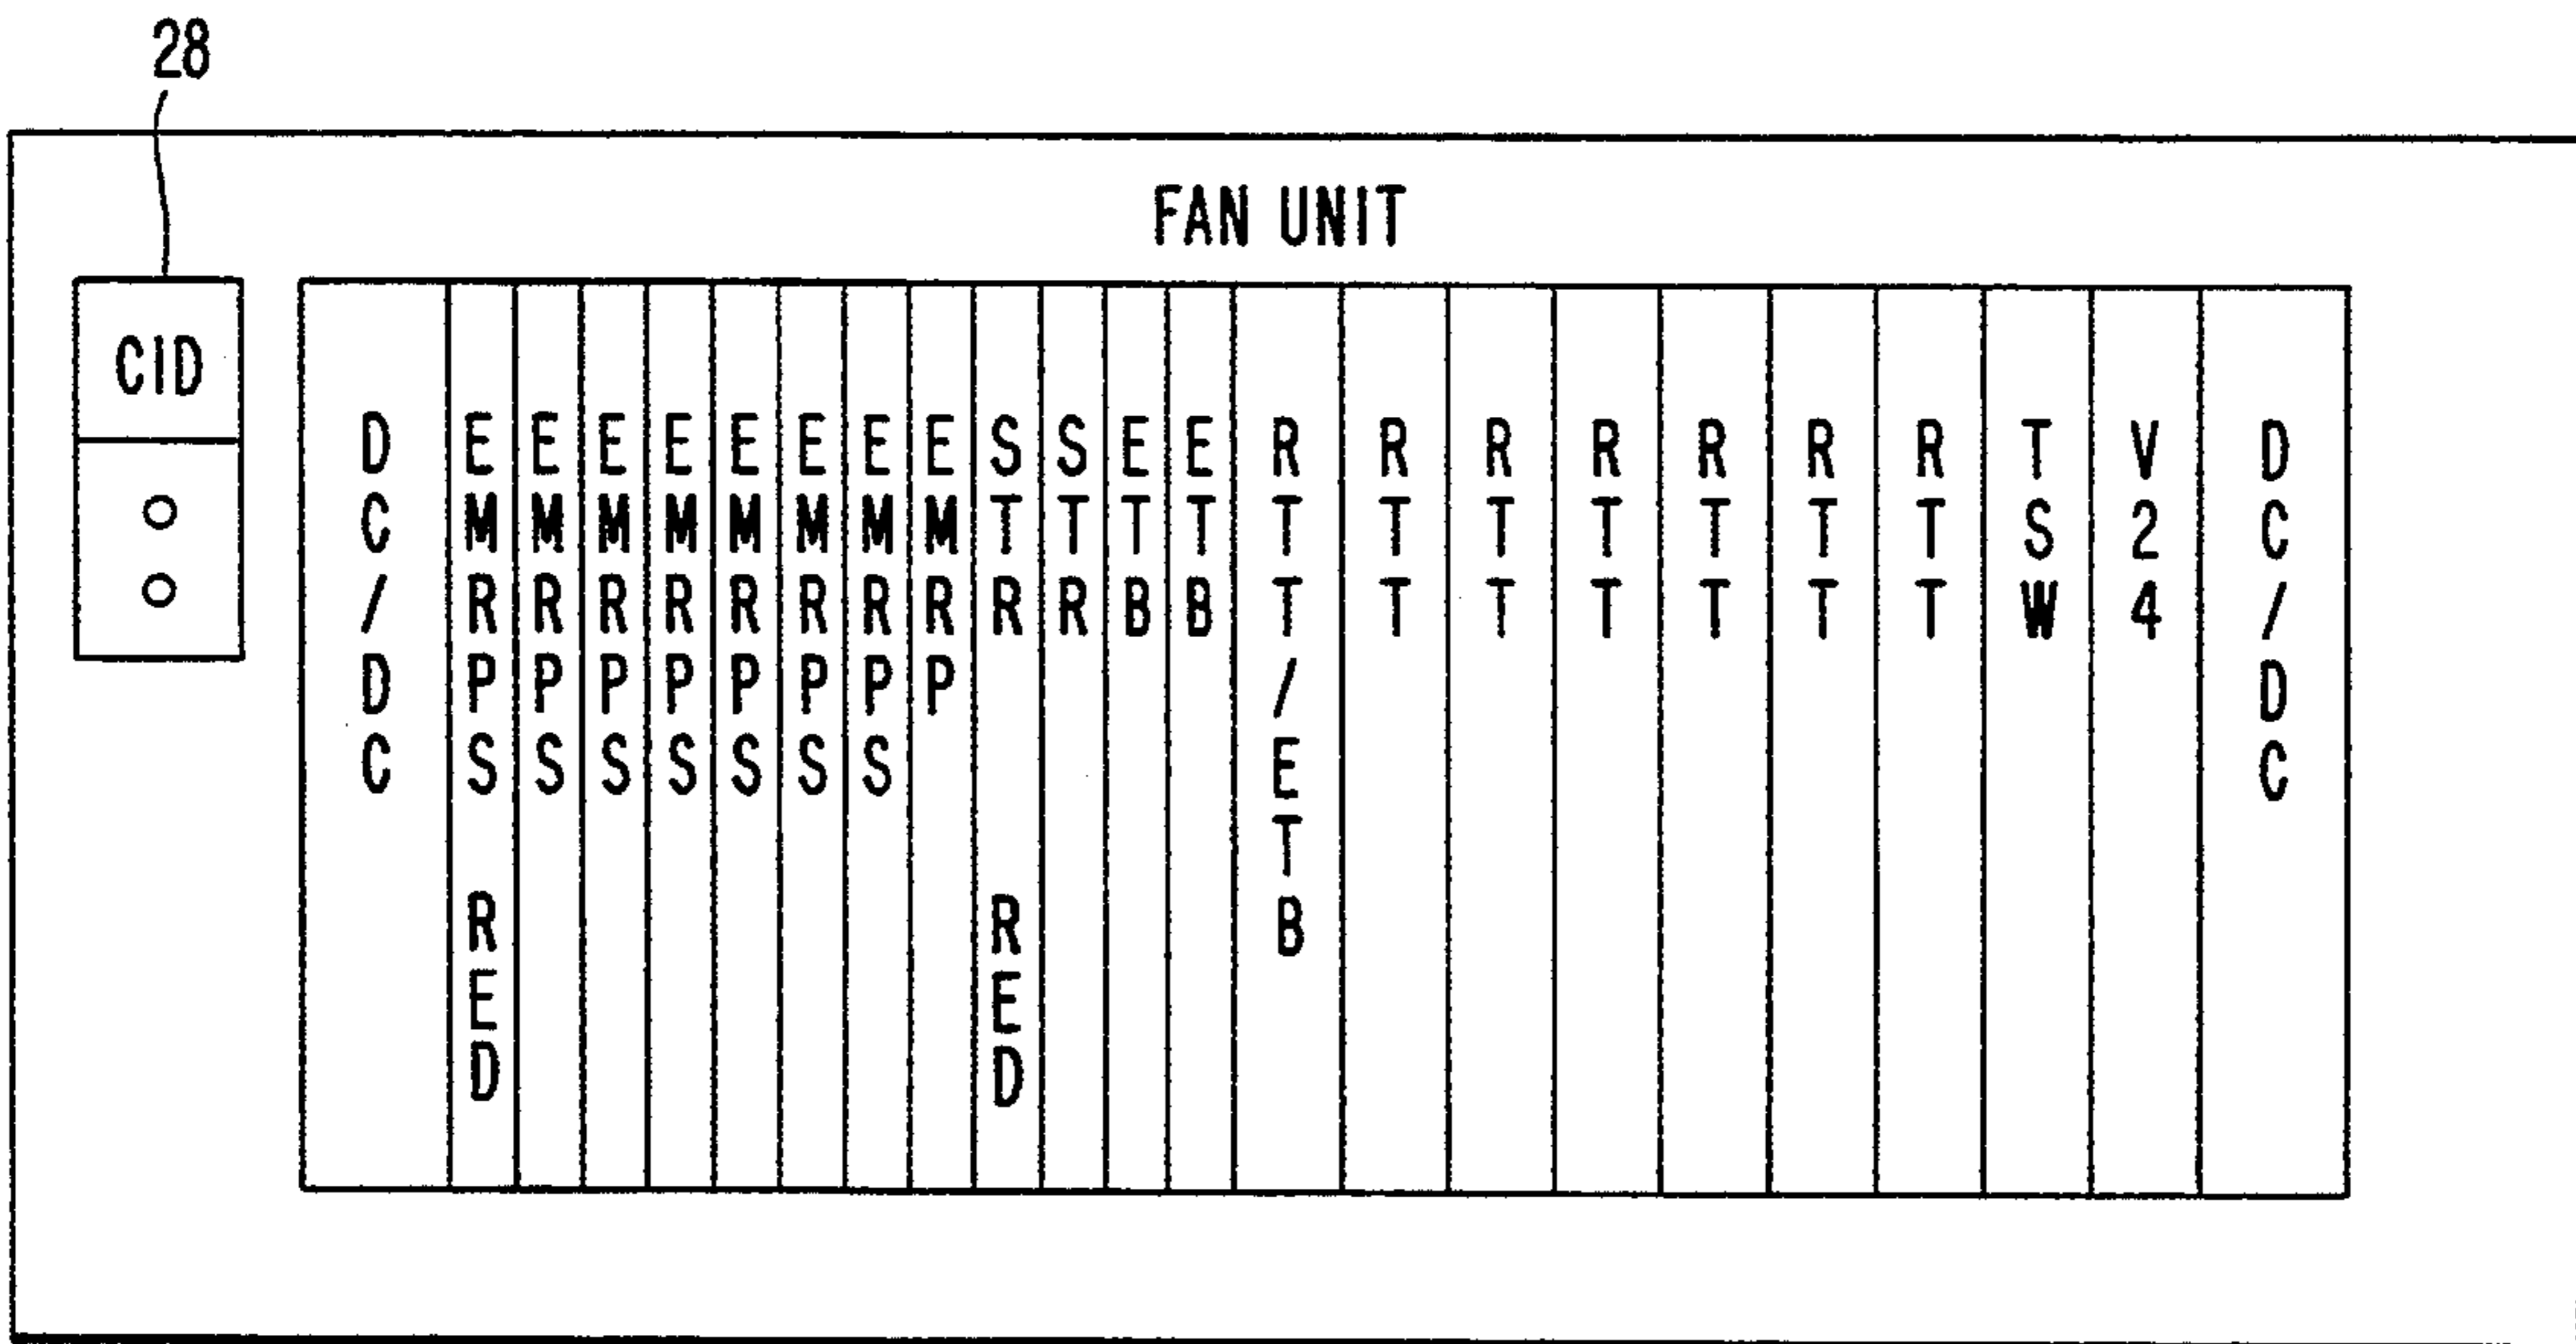 28
FAN UNIT
CID
DC/DC
EMRPS RED
EMRPS
EMRPS
EMRPS
EMRPS
EMRPS
EMRPS
EMRP
STR RED
STR
ETB
ETB
RTT/ETB
RTT
RTT
RTT
RTT
RTT
RTT
TSW
V24
DC/DC